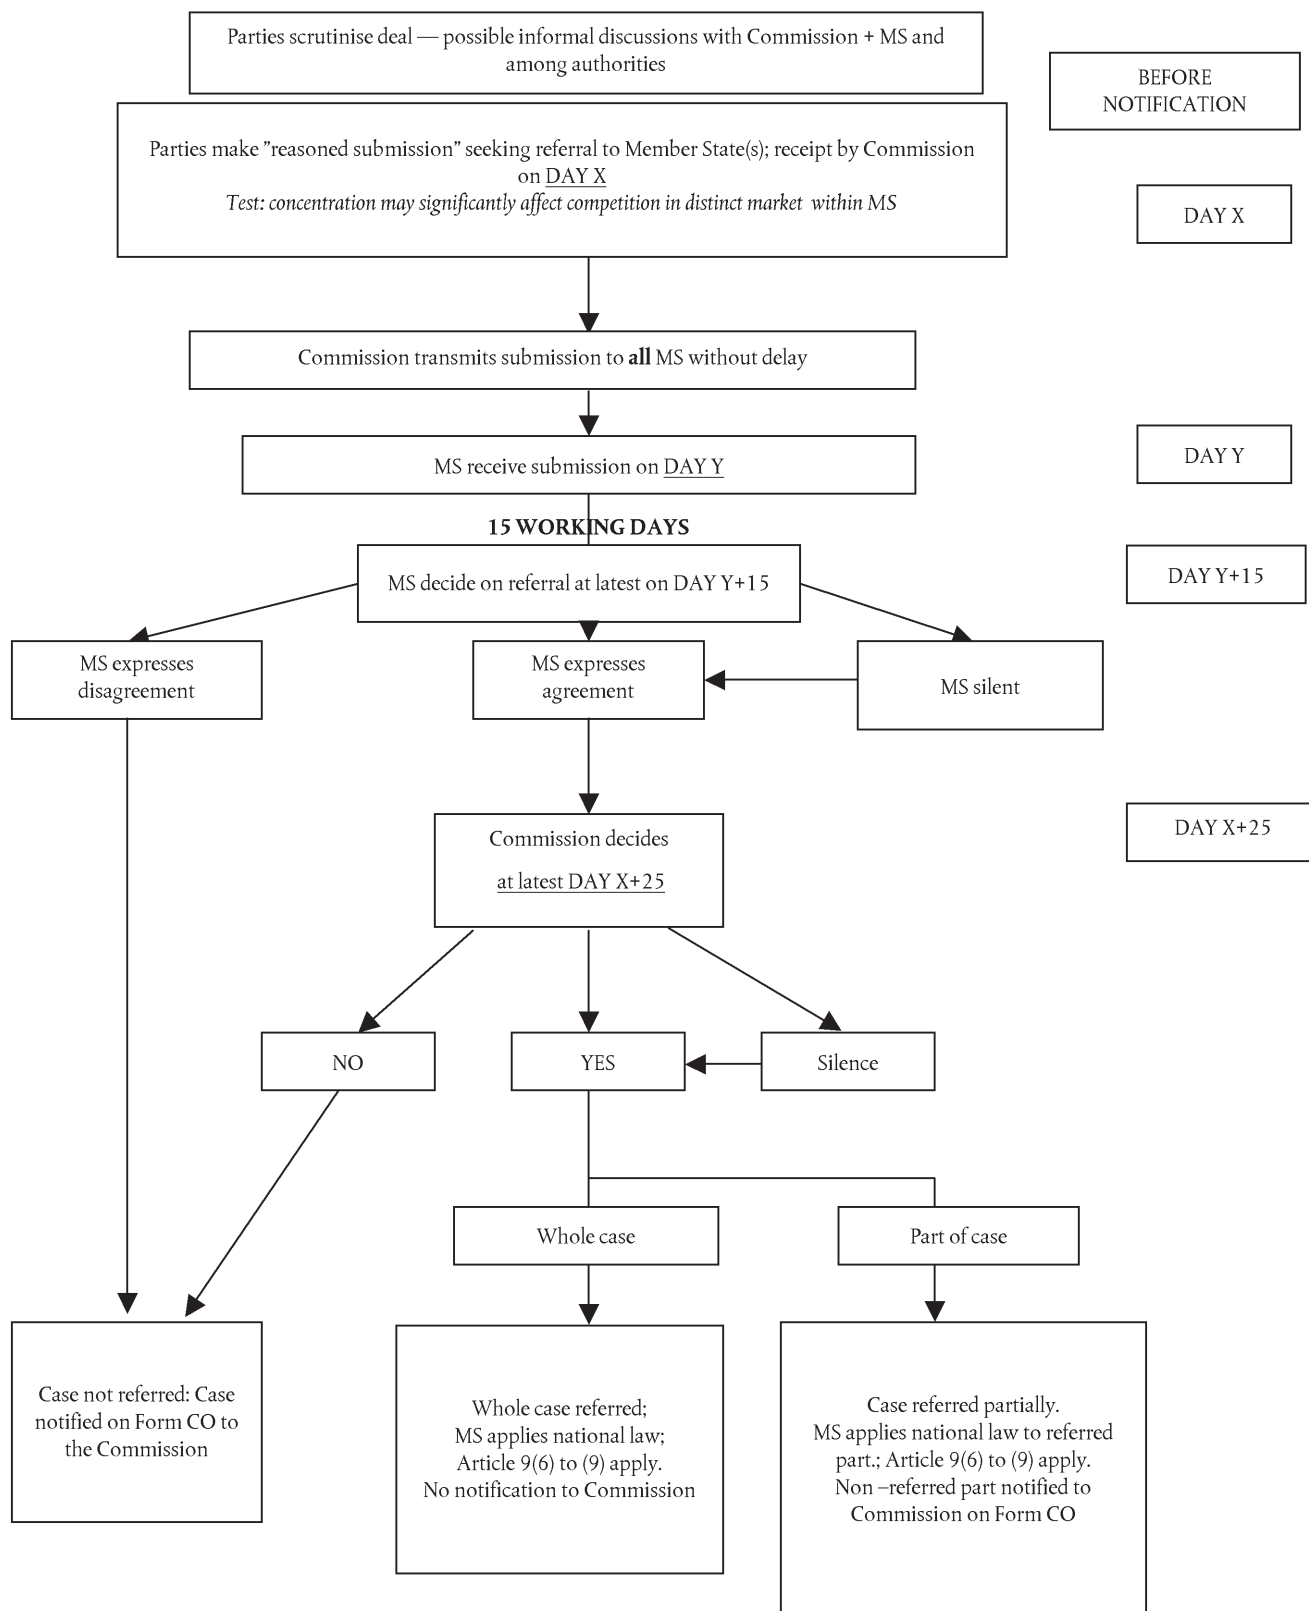 Parties scrutinise deal — possible informal discussions with Commission + MS and
among authorities
BEFORE
NOTIFICATION
Parties make "reasoned submission" seeking referral to Member State(s); receipt by Commission
on DAY X
Test: concentration may significantly affect competition in distinct market within MS
DAY X
Commission transmits submission to all MS without delay
MS receive submission on DAY Y
DAY Y
15 WORKING DAYS
MS decide on referral at latest on DAY Y+15
DAY Y+15
MS expresses
disagreement
MS expresses
agreement
MS silent
Commission decides
at latest DAY X+25
DAY X+25
NO
YES
Silence
Whole case
Part of case
Case not referred: Case
notified on Form CO to
the Commission
Whole case referred;
MS applies national law;
Article 9(6) to (9) apply.
No notification to Commission
Case referred partially.
MS applies national law to referred
part.; Article 9(6) to (9) apply.
Non –referred part notified to
Commission on Form CO